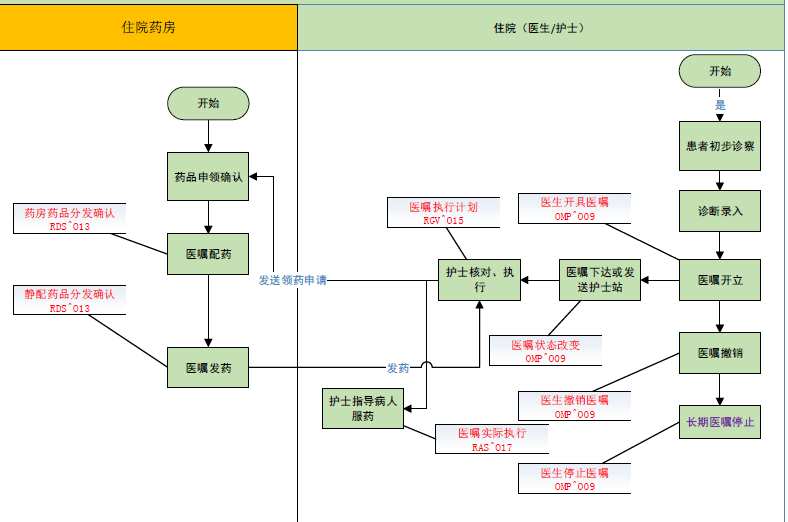 住院药房
住院（医生/护士）
开始
药品申领确认
药房药品分发确认
RDS^013
医嘱配药
静配药品分发确认
RDS^013
医嘱发药
发送领药申请
发药
开始
是
患者初步诊察
诊断录入
医生开具医嘱
OMP^009
医嘱开立
医嘱下达或发
送护士站
医嘱执行计划
RGV^015
护士核对、执
行
医嘱状态改变
OMP^009
医嘱撤销
医生撤销医嘱
OMP^009
长期医嘱停止
医生停止医嘱
OMP^009
护士指导病人
服药
医嘱实际执行
RAS^017